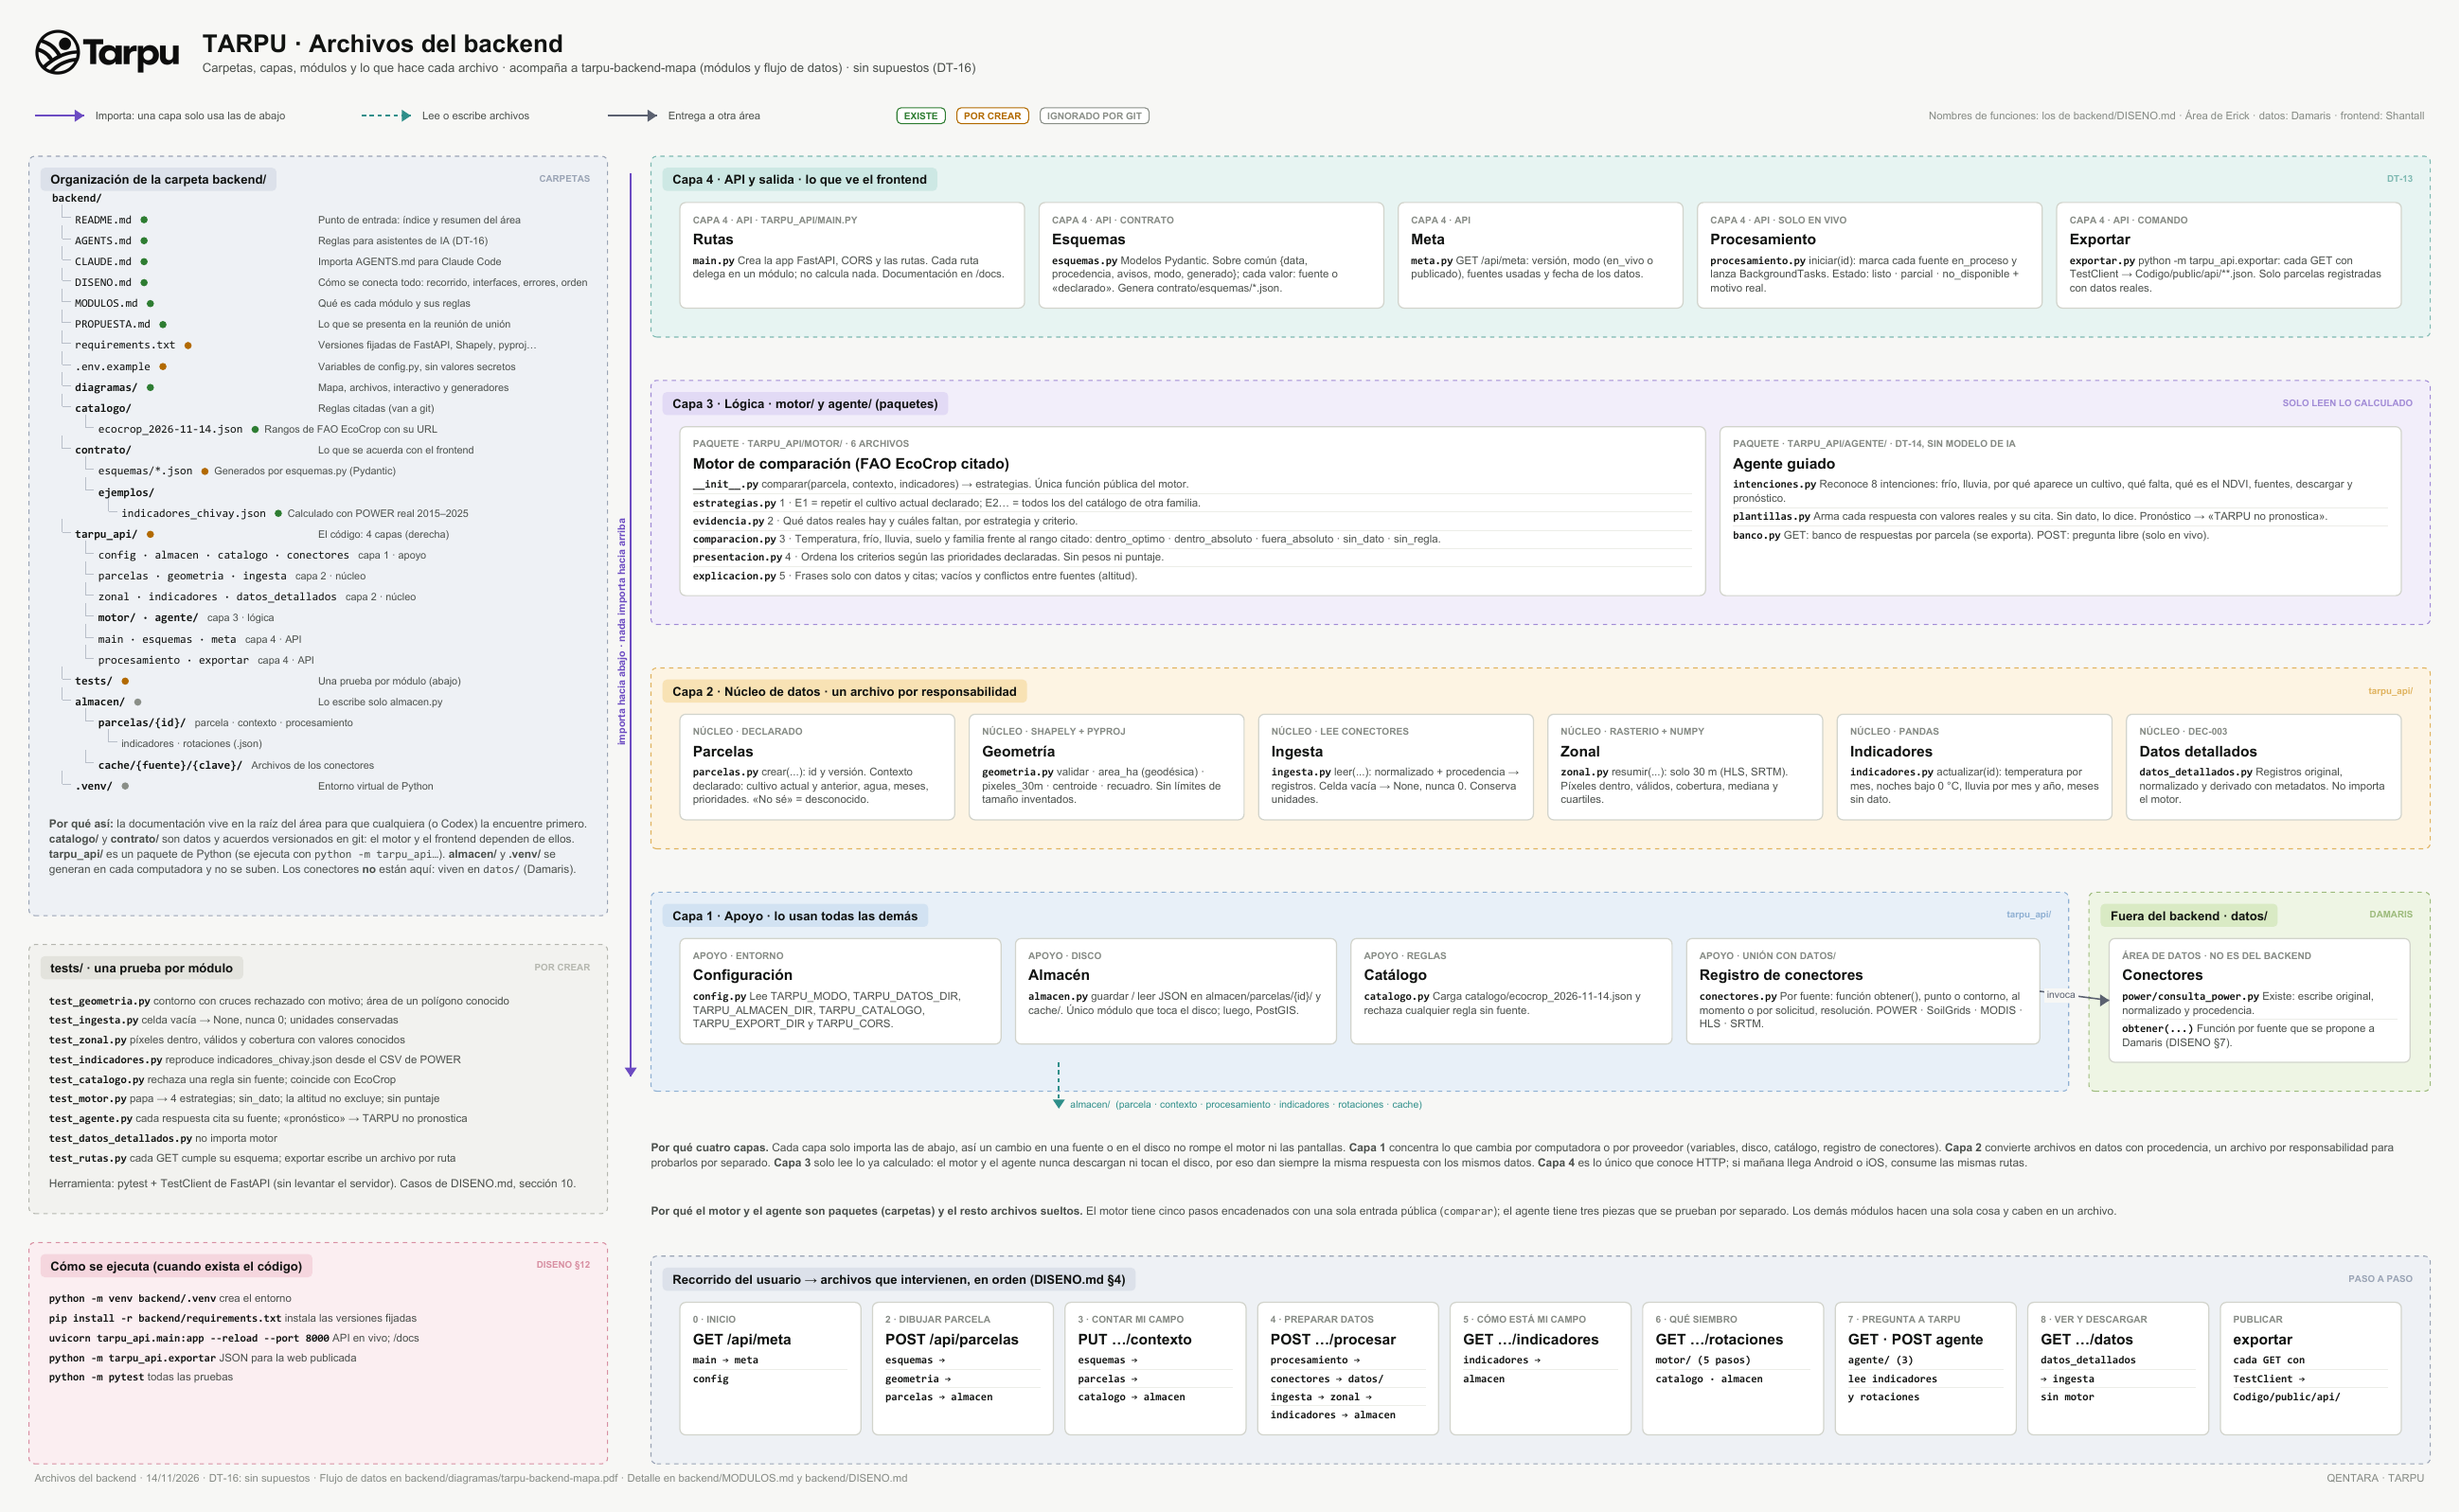 Tarpu
TARPU · Archivos del backend
Carpetas, capas, módulos y lo que hace cada archivo · acompaña a tarpu-backend-mapa (módulos y flujo de datos) · sin supuestos (DT-16)
Importa: una capa solo usa las de abajo
Lee o escribe archivos
Entrega a otra área
EXISTE
POR CREAR
IGNORADO POR GIT
Nombres de funciones: los de backend/DISENO.md · Área de Erick · datos: Damaris · frontend: Shantall
Organización de la carpeta backend/
CARPETAS
backend/
README.md Punto de entrada: índice y resumen del área
AGENTS.md Reglas para asistentes de IA (DT-16)
CLAUDE.md Importa AGENTS.md para Claude Code
DISENO.md Cómo se conecta todo: recorrido, interfaces, errores, orden
MODULOS.md Qué es cada módulo y sus reglas
PROPUESTA.md Lo que se presenta en la reunión de unión
requirements.txt Versiones fijadas de FastAPI, Shapely, pyproj…
.env.example Variables de config.py, sin valores secretos
diagramas/ Mapa, archivos, interactivo y generadores
catalogo/ Reglas citadas (van a git)
ecocrop_2026-11-14.json Rangos de FAO EcoCrop con su URL
contrato/ Lo que se acuerda con el frontend
esquemas/*.json Generados por esquemas.py (Pydantic)
ejemplos/
indicadores_chivay.json Calculado con POWER real 2015–2025
tarpu_api/ El código: 4 capas (derecha)
config · almacen · catalogo · conectores capa 1 · apoyo
parcelas · geometria · ingesta capa 2 · núcleo
zonal · indicadores · datos_detallados capa 2 · núcleo
motor/ · agente/ capa 3 · lógica
main · esquemas · meta capa 4 · API
procesamiento · exportar capa 4 · API
tests/ Una prueba por módulo (abajo)
almacen/ Lo escribe solo almacen.py
parcelas/{id}/ parcela · contexto · procesamiento
indicadores · rotaciones (.json)
cache/{fuente}/{clave}/ Archivos de los conectores
.venv/ Entorno virtual de Python
Por qué así: la documentación vive en la raíz del área para que cualquiera (o Codex) la encuentre primero.
catalogo/ y contrato/ son datos y acuerdos versionados en git: el motor y el frontend dependen de ellos.
tarpu_api/ es un paquete de Python (se ejecuta con python -m tarpu_api…). almacen/ y .venv/ se
generan en cada computadora y no se suben. Los conectores no están aquí: viven en datos/ (Damaris).
importa hacia abajo · nada importa hacia arriba
tests/ · una prueba por módulo
POR CREAR
test_geometria.py contorno con cruces rechazado con motivo; área de un polígono conocido
test_ingesta.py celda vacía → None, nunca 0; unidades conservadas
test_zonal.py píxeles dentro, válidos y cobertura con valores conocidos
test_indicadores.py reproduce indicadores_chivay.json desde el CSV de POWER
test_catalogo.py rechaza una regla sin fuente; coincide con EcoCrop
test_motor.py papa → 4 estrategias; sin_dato; la altitud no excluye; sin puntaje
test_agente.py cada respuesta cita su fuente; «pronóstico» → TARPU no pronostica
test_datos_detallados.py no importa motor
test_rutas.py cada GET cumple su esquema; exportar escribe un archivo por ruta
Herramienta: pytest + TestClient de FastAPI (sin levantar el servidor). Casos de DISENO.md, sección 10.
Cómo se ejecuta (cuando exista el código)
DISENO §12
python -m venv backend/.venv crea el entorno
pip install -r backend/requirements.txt instala las versiones fijadas
uvicorn tarpu_api.main:app --reload --port 8000 API en vivo; /docs
python -m tarpu_api.exportar JSON para la web publicada
python -m pytest todas las pruebas
Capa 4 · API y salida · lo que ve el frontend
DT-13
CAPA 4 · API · TARPU_API/MAIN.PY
Rutas
main.py Crea la app FastAPI, CORS y las rutas. Cada ruta
delega en un módulo; no calcula nada. Documentación en /docs.
CAPA 4 · API · CONTRATO
Esquemas
esquemas.py Modelos Pydantic. Sobre común {data,
procedencia, avisos, modo, generado}; cada valor: fuente o
«declarado». Genera contrato/esquemas/*.json.
CAPA 4 · API
Meta
meta.py GET /api/meta: versión, modo (en_vivo o
publicado), fuentes usadas y fecha de los datos.
CAPA 4 · API · SOLO EN VIVO
Procesamiento
procesamiento.py iniciar(id): marca cada fuente en_proceso y
lanza BackgroundTasks. Estado: listo · parcial · no_disponible +
motivo real.
CAPA 4 · API · COMANDO
Exportar
exportar.py python -m tarpu_api.exportar: cada GET con
TestClient → Codigo/public/api/**.json. Solo parcelas registradas
con datos reales.
Capa 3 · Lógica · motor/ y agente/ (paquetes)
SOLO LEEN LO CALCULADO
PAQUETE · TARPU_API/MOTOR/ · 6 ARCHIVOS
Motor de comparación (FAO EcoCrop citado)
__init__.py comparar(parcela, contexto, indicadores) → estrategias. Única función pública del motor.
estrategias.py 1 · E1 = repetir el cultivo actual declarado; E2… = todos los del catálogo de otra familia.
evidencia.py 2 · Qué datos reales hay y cuáles faltan, por estrategia y criterio.
comparacion.py 3 · Temperatura, frío, lluvia, suelo y familia frente al rango citado: dentro_optimo · dentro_absoluto · fuera_absoluto · sin_dato · sin_regla.
presentacion.py 4 · Ordena los criterios según las prioridades declaradas. Sin pesos ni puntaje.
explicacion.py 5 · Frases solo con datos y citas; vacíos y conflictos entre fuentes (altitud).
PAQUETE · TARPU_API/AGENTE/ · DT-14, SIN MODELO DE IA
Agente guiado
intenciones.py Reconoce 8 intenciones: frío, lluvia, por qué aparece un cultivo, qué falta, qué es el NDVI, fuentes, descargar y
pronóstico.
plantillas.py Arma cada respuesta con valores reales y su cita. Sin dato, lo dice. Pronóstico → «TARPU no pronostica».
banco.py GET: banco de respuestas por parcela (se exporta). POST: pregunta libre (solo en vivo).
Capa 2 · Núcleo de datos · un archivo por responsabilidad
tarpu_api/
NÚCLEO · DECLARADO
Parcelas
parcelas.py crear(...): id y versión. Contexto
declarado: cultivo actual y anterior, agua, meses,
prioridades. «No sé» = desconocido.
NÚCLEO · SHAPELY + PYPROJ
Geometría
geometria.py validar · area_ha (geodésica) ·
pixeles_30m · centroide · recuadro. Sin límites de
tamaño inventados.
NÚCLEO · LEE CONECTORES
Ingesta
ingesta.py leer(...): normalizado + procedencia →
registros. Celda vacía → None, nunca 0. Conserva
unidades.
NÚCLEO · RASTERIO + NUMPY
Zonal
zonal.py resumir(...): solo 30 m (HLS, SRTM).
Píxeles dentro, válidos, cobertura, mediana y
cuartiles.
NÚCLEO · PANDAS
Indicadores
indicadores.py actualizar(id): temperatura por
mes, noches bajo 0 °C, lluvia por mes y año, meses
sin dato.
NÚCLEO · DEC-003
Datos detallados
datos_detallados.py Registros original,
normalizado y derivado con metadatos. No importa
el motor.
Capa 1 · Apoyo · lo usan todas las demás
tarpu_api/
APOYO · ENTORNO
Configuración
config.py Lee TARPU_MODO, TARPU_DATOS_DIR,
TARPU_ALMACEN_DIR, TARPU_CATALOGO,
TARPU_EXPORT_DIR y TARPU_CORS.
APOYO · DISCO
Almacén
almacen.py guardar / leer JSON en almacen/parcelas/{id}/ y
cache/. Único módulo que toca el disco; luego, PostGIS.
APOYO · REGLAS
Catálogo
catalogo.py Carga catalogo/ecocrop_2026-11-14.json y
rechaza cualquier regla sin fuente.
APOYO · UNIÓN CON DATOS/
Registro de conectores
conectores.py Por fuente: función obtener(), punto o contorno, al
momento o por solicitud, resolución. POWER · SoilGrids · MODIS ·
HLS · SRTM.
invoca
Fuera del backend · datos/
DAMARIS
ÁREA DE DATOS · NO ES DEL BACKEND
Conectores
power/consulta_power.py Existe: escribe original,
normalizado y procedencia.
obtener(...) Función por fuente que se propone a
Damaris (DISENO §7).
almacen/ (parcela · contexto · procesamiento · indicadores · rotaciones · cache)
Por qué cuatro capas. Cada capa solo importa las de abajo, así un cambio en una fuente o en el disco no rompe el motor ni las pantallas. Capa 1 concentra lo que cambia por computadora o por proveedor (variables, disco, catálogo, registro de conectores). Capa 2 convierte archivos en datos con procedencia, un archivo por responsabilidad para
probarlos por separado. Capa 3 solo lee lo ya calculado: el motor y el agente nunca descargan ni tocan el disco, por eso dan siempre la misma respuesta con los mismos datos. Capa 4 es lo único que conoce HTTP; si mañana llega Android o iOS, consume las mismas rutas.
Por qué el motor y el agente son paquetes (carpetas) y el resto archivos sueltos. El motor tiene cinco pasos encadenados con una sola entrada pública (comparar); el agente tiene tres piezas que se prueban por separado. Los demás módulos hacen una sola cosa y caben en un archivo.
Recorrido del usuario → archivos que intervienen, en orden (DISENO.md §4)
PASO A PASO
0 · INICIO
GET /api/meta
main → meta
config
2 · DIBUJAR PARCELA
POST /api/parcelas
esquemas →
geometria →
parcelas → almacen
3 · CONTAR MI CAMPO
PUT …/contexto
esquemas →
parcelas →
catalogo → almacen
4 · PREPARAR DATOS
POST …/procesar
procesamiento →
conectores → datos/
ingesta → zonal →
indicadores → almacen
5 · CÓMO ESTÁ MI CAMPO
GET …/indicadores
indicadores →
almacen
6 · QUÉ SIEMBRO
GET …/rotaciones
motor/ (5 pasos)
catalogo · almacen
7 · PREGUNTA A TARPU
GET · POST agente
agente/ (3)
lee indicadores
y rotaciones
8 · VER Y DESCARGAR
GET …/datos
datos_detallados
→ ingesta
sin motor
PUBLICAR
exportar
cada GET con
TestClient →
Codigo/public/api/
Archivos del backend · 14/11/2026 · DT-16: sin supuestos · Flujo de datos en backend/diagramas/tarpu-backend-mapa.pdf · Detalle en backend/MODULOS.md y backend/DISENO.md
QENTARA · TARPU